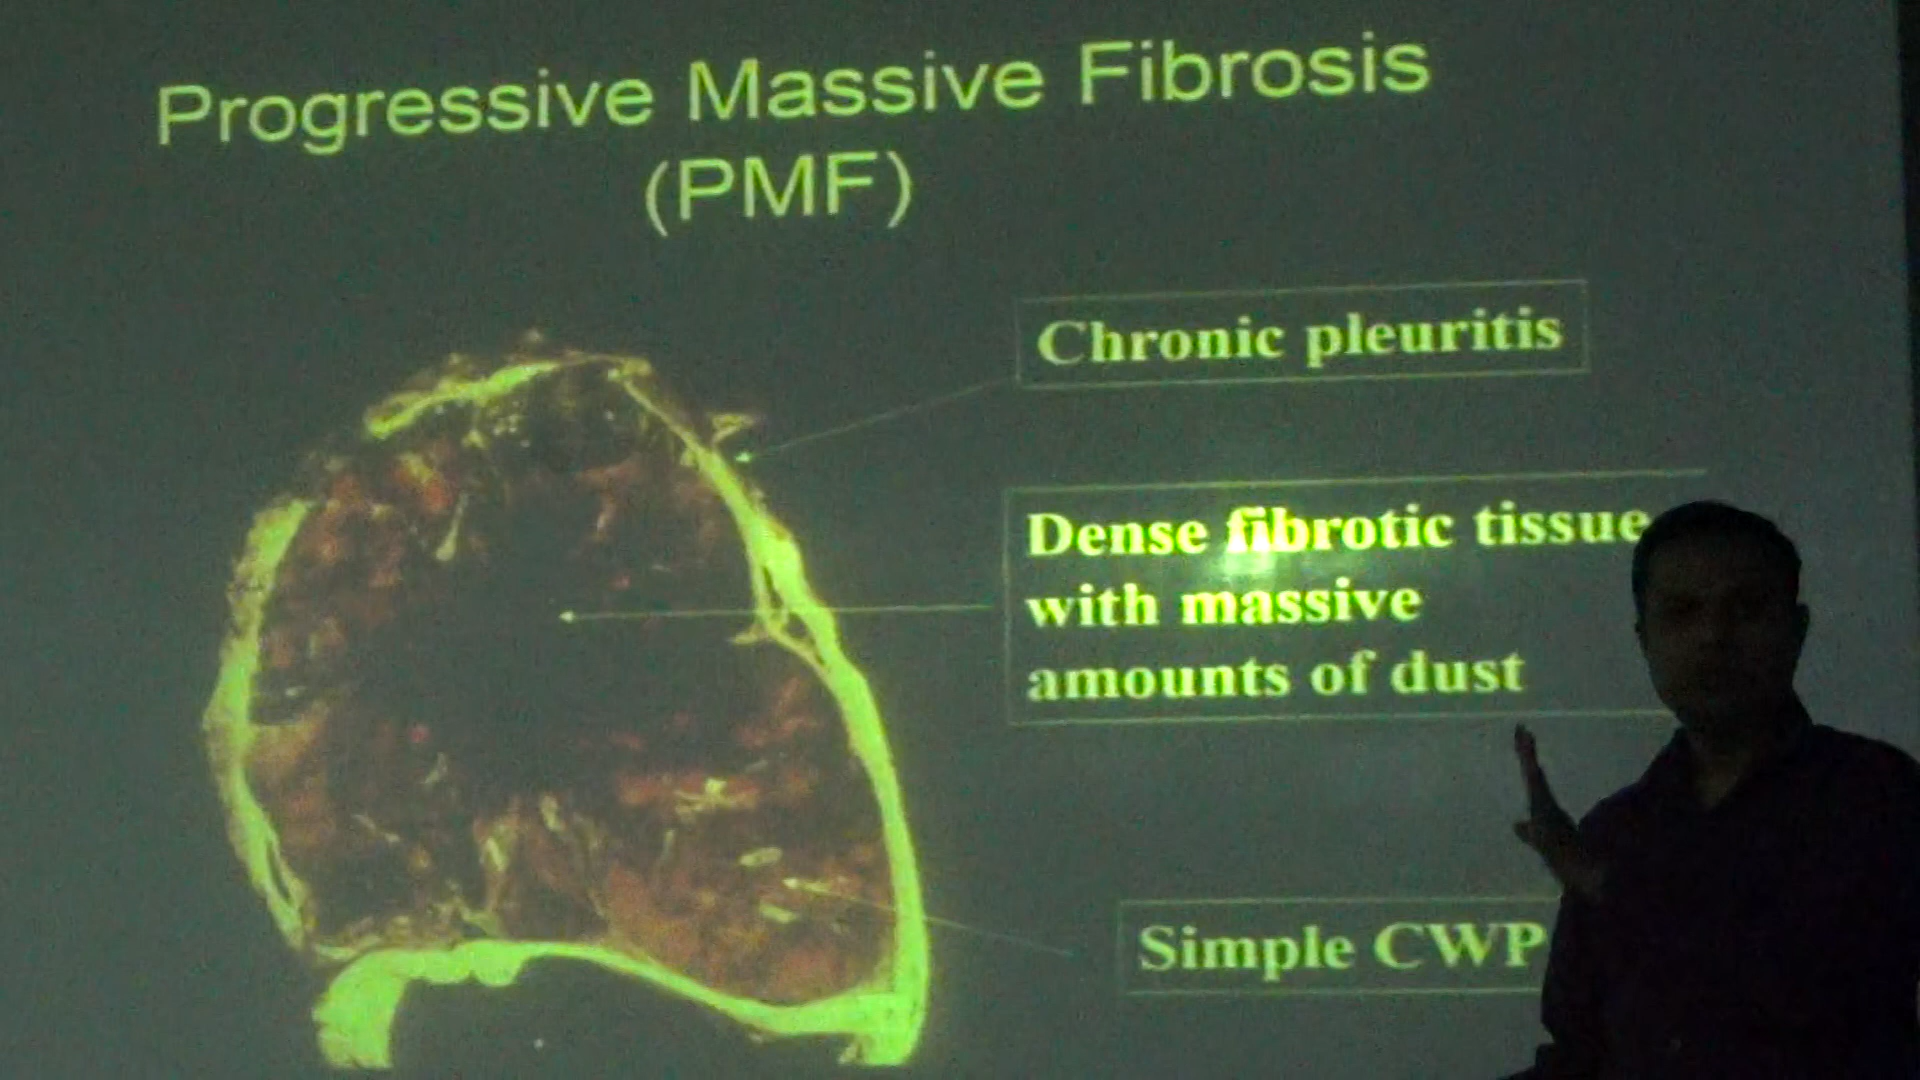 Progressive Massive Fibrosis
(PMF)
Chronic pleuritis
Dense fibrotic tissue
with massive
amounts of dust
Simple CWP